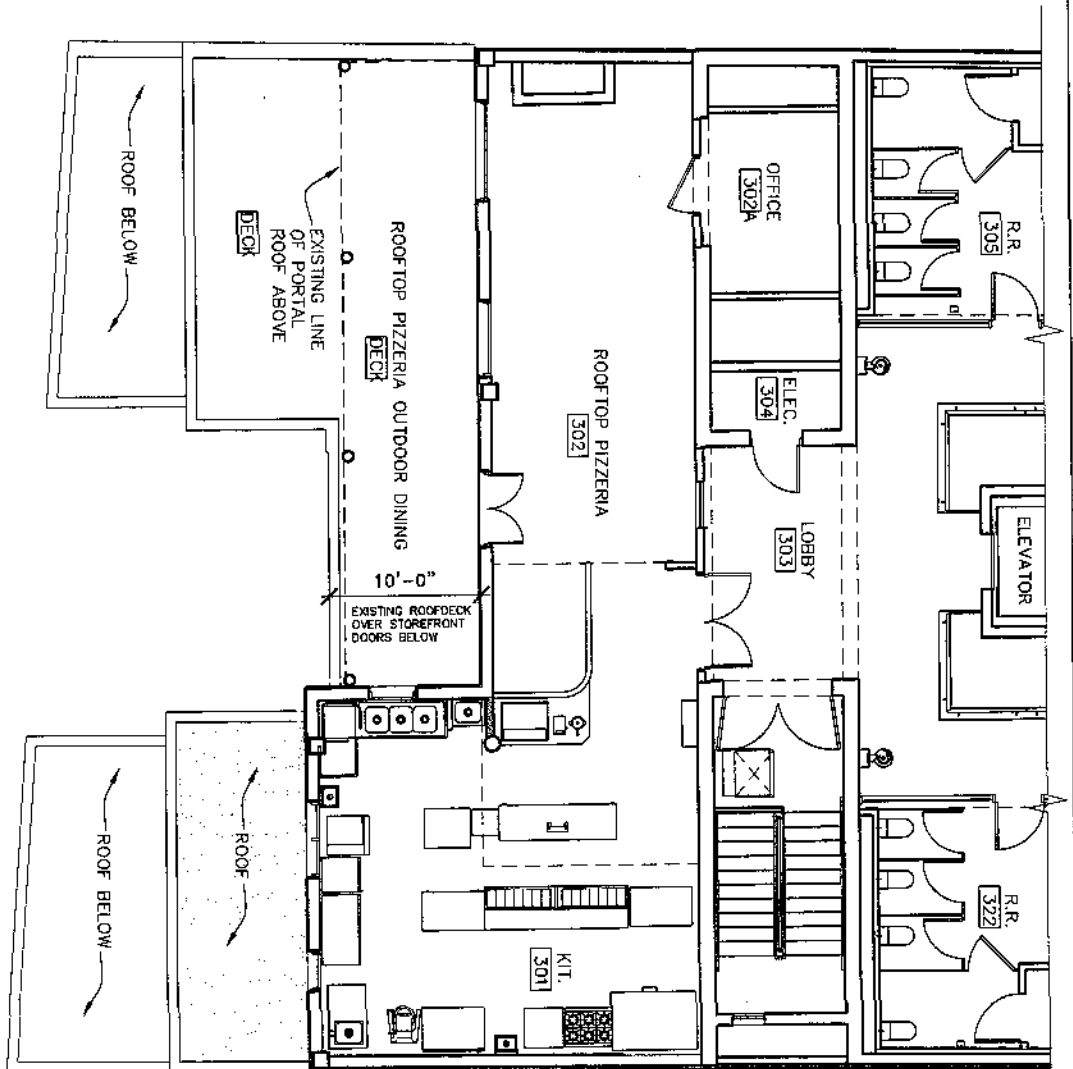 ROOF BELOW
EXISTING LINE
OF PORTAL
ROOF ABOVE
DECK
ROOFTOP PIZZERIA OUTDOOR DINING
DECK
ROOFTOP PIZZERIA
302
OFFICE
302A
ELEC.
304
LOBBY
303
R.R.
305
ELEVATOR
10'-0"
EXISTING ROOFDECK
OVER STOREFRONT
DOORS BELOW
R.R.
322
KIT.
301
ROOF
ROOF BELOW